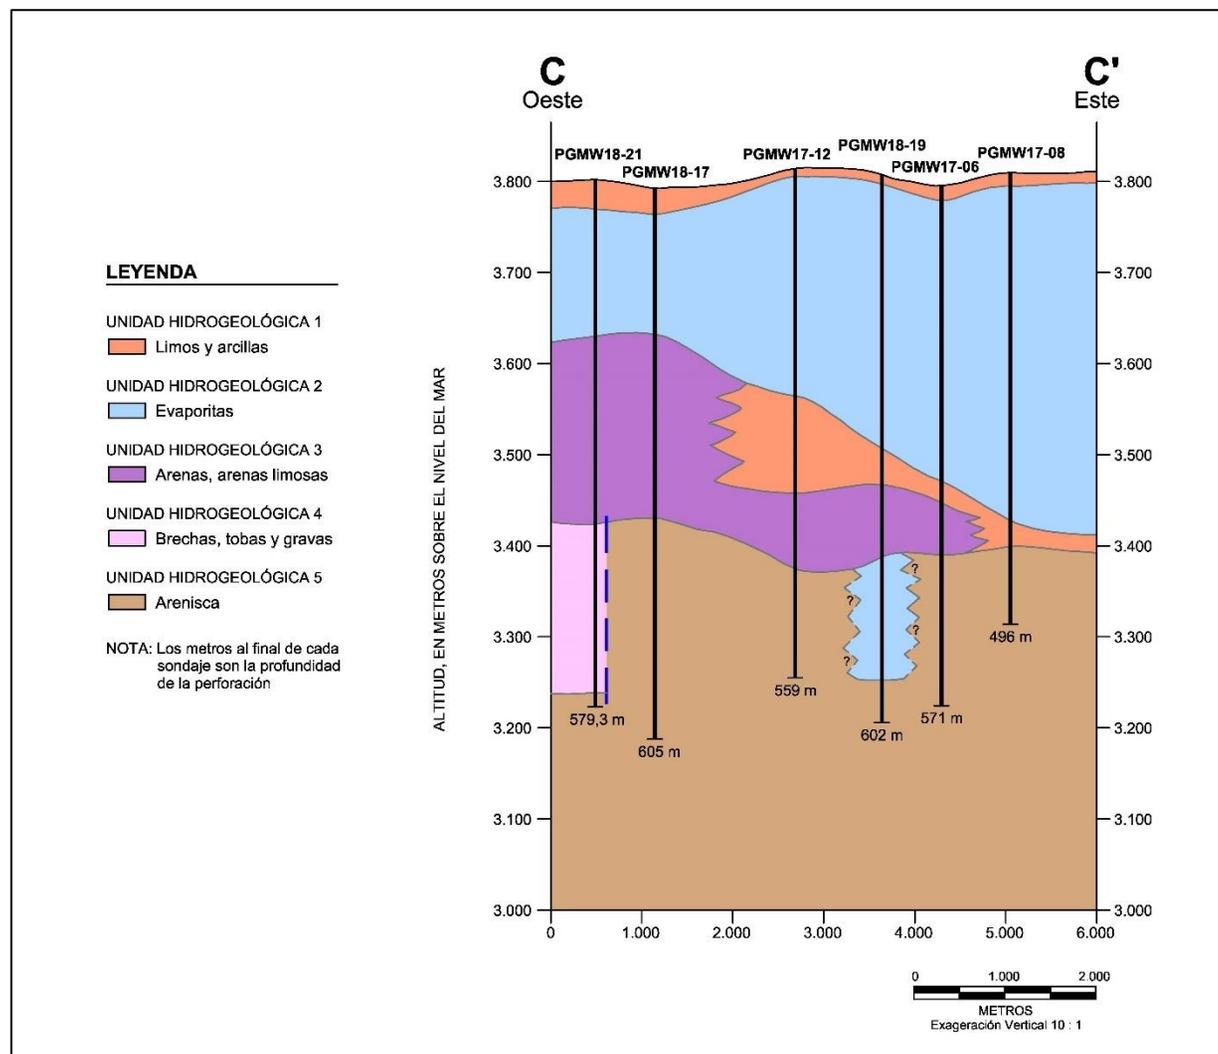 C
Oeste
C'
Este
PGMW18-21
PGMW18-17
PGMW17-12
PGMW18-19
PGMW17-06
PGMW17-08
LEYENDA
UNIDAD HIDROGEOLÓGICA 1
Limos y arcillas
UNIDAD HIDROGEOLÓGICA 2
Evaporitas
UNIDAD HIDROGEOLÓGICA 3
Arenas, arenas limosas
UNIDAD HIDROGEOLÓGICA 4
Brechas, tobas y gravas
UNIDAD HIDROGEOLÓGICA 5
Arenisca
NOTA: Los metros al final de cada
sondaje son la profundidad
de la perforación
ALTITUD, EN METROS SOBRE EL NIVEL DEL MAR
3.800
3.700
3.600
3.500
3.400
3.300
3.200
3.100
3.000
?
?
?
?
579,3 m
605 m
559 m
602 m
571 m
496 m
3.800
3.700
3.600
3.500
3.400
3.300
3.200
3.100
3.000
0 1.000 2.000 3.000 4.000 5.000 6.000
0 1.000 2.000
METROS
Exageración Vertical 10 : 1